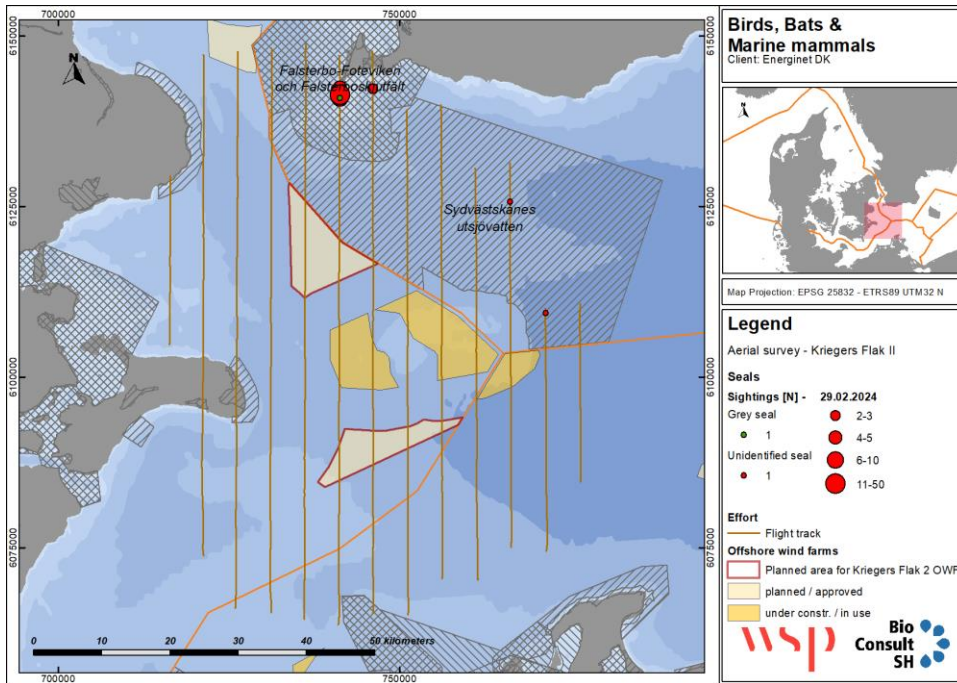 700000
750000
6150000
6150000
N
Falsterbo-Foteviken
6125000
6125000
Sydvästskånes
utsjövatten
6100000
6100000
6075000
6075000
0 10 20 30 40 50 kilometers
700000
750000
Birds, Bats &
Marine mammals
Client: Energinet DK
N
Map Projection: EPSG 25832 - ETRS89 UTM32 N
Legend
Aerial survey - Kriegers Flak II
Seals
Sightings [N] - 29.02.2024
Grey seal
1
Unidentified seal
1
2-3
4-5
6-10
11-50
Effort
Flight track
Offshore wind farms
Planned area for Kriegers Flak 2 OWF
planned / approved
under constr. / in use
wsp
Bio
Consult
SH